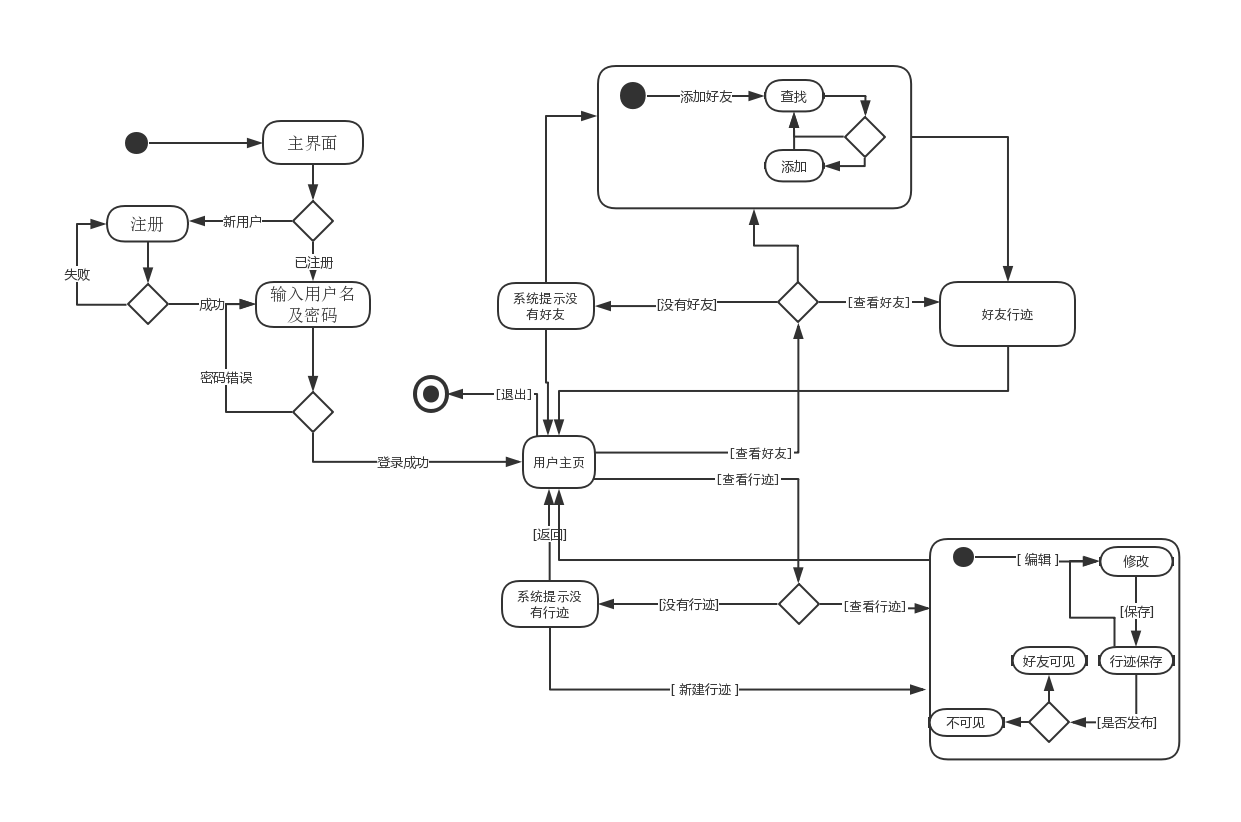 添加好友
查找
添加
主界面
注册
新用户
已注册
失败
成功
输入用户名
及密码
密码错误
登录成功
系统提示没
有好友
[没有好友]
[查看好友]
好友行迹
[退出]
用户主页
[查看好友]
[查看行迹]
[返回]
系统提示没
有行迹
[没有行迹]
[查看行迹]
[ 新建行迹 ]
[ 编辑 ]
修改
[保存]
好友可见
行迹保存
不可见
[是否发布]